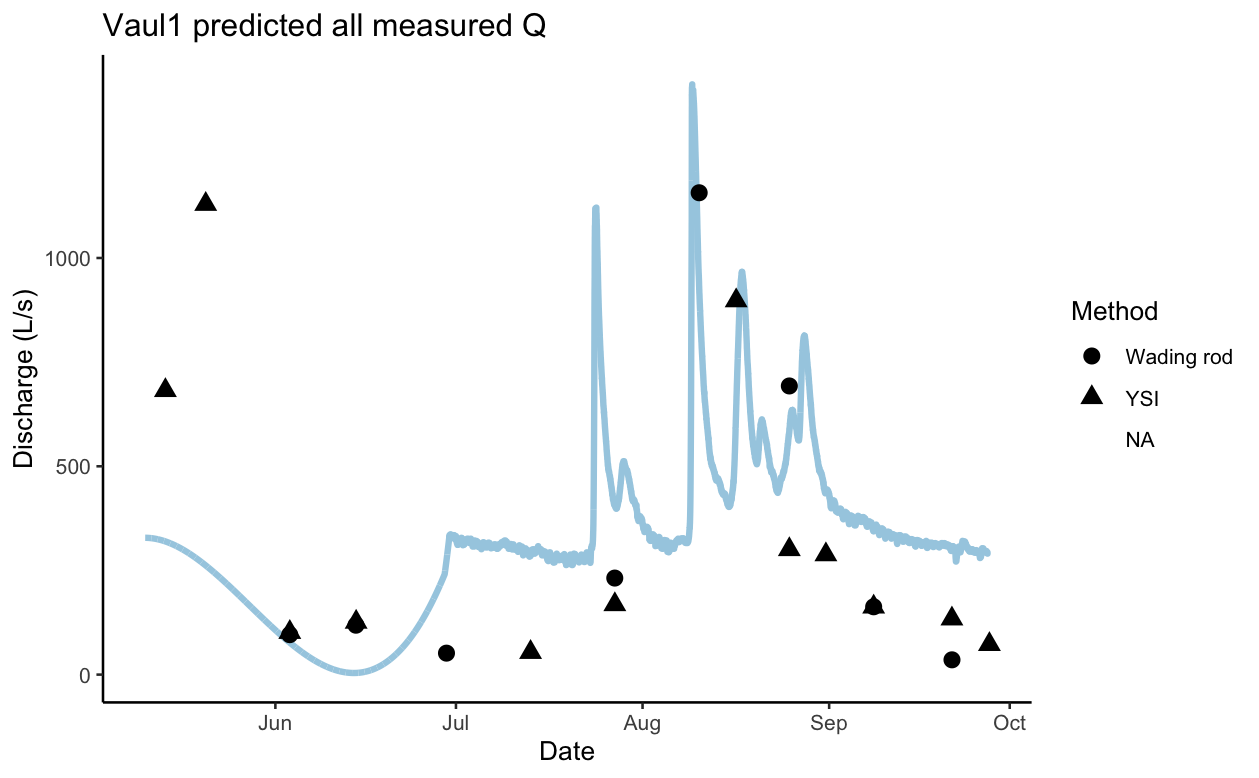 Vaul1 predicted all measured Q
Discharge (L/s)
1000
500
0
Jun
Jul
Aug
Sep
Oct
Date
Method
Wading rod
YSI
NA